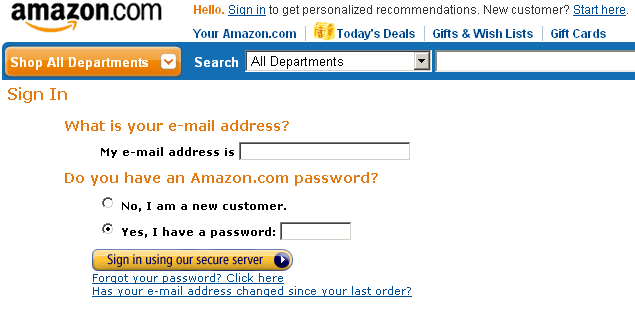 amazon.com
Hello. Sign in to get personalized recommendations. New customer? Start here.
Your Amazon.com Today's Deals Gifts & Wish Lists Gift Cards
Shop All Departments Search All Departments
Sign In
What is your e-mail address?
My e-mail address is
Do you have an Amazon.com password?
No, I am a new customer.
Yes, I have a password:
Sign in using our secure server
Forgot your password? Click here
Has your e-mail address changed since your last order?